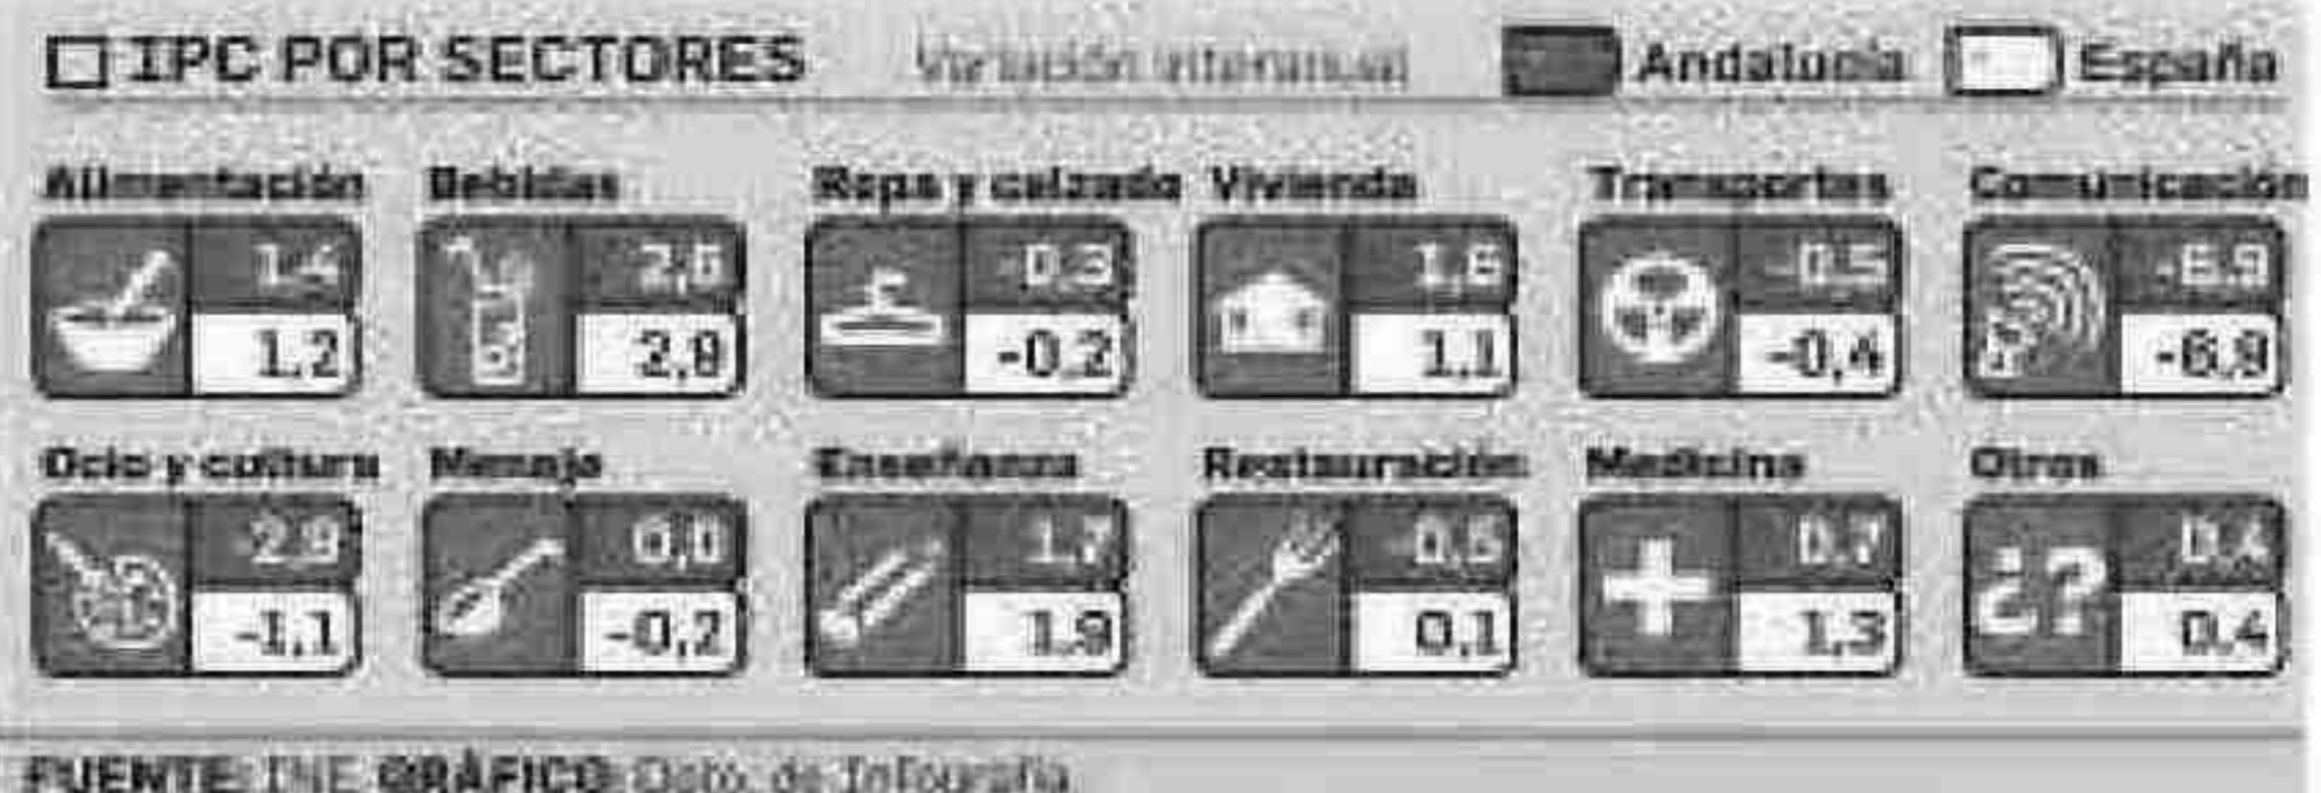 IPC POR SECTORES Variación interanual Andalucía España
Alimentación Bebidas Ropa y calzado Vivienda Transportes Comunicación
1.4 2,6 -0.3 1.6 -0.5 -6.9
1.2 2,8 -0.2 1.1 -0,4 -6.9
Ocio y cultura Menaje Enseñanza Restauración Medicina Otros
2.9 0,0 1.7 0.7 0.4
-1,1 -0,2 1.9 0.1 1.3 0.4
FUENTE: INE. GRÁFICO: Dpto. de Infografía